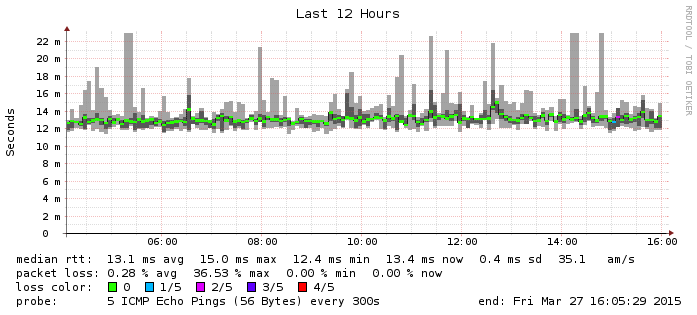 Last 12 Hours
RRDTOOL / TOBI OETIKER
Seconds
22 m
20 m
18 m
16 m
14 m
12 m
10 m
8 m
6 m
4 m
2 m
0
06:00 08:00 10:00 12:00 14:00 16:00
median rtt: 13.1 ms avg 15.0 ms max 12.4 ms min 13.4 ms now 0.4 ms sd 35.1 am/s
packet loss: 0.28 % avg 36.53 % max 0.00 % min 0.00 % now
loss color: 0 1/5 2/5 3/5 4/5
probe: 5 ICMP Echo Pings (56 Bytes) every 300s end: Fri Mar 27 16:05:29 2015